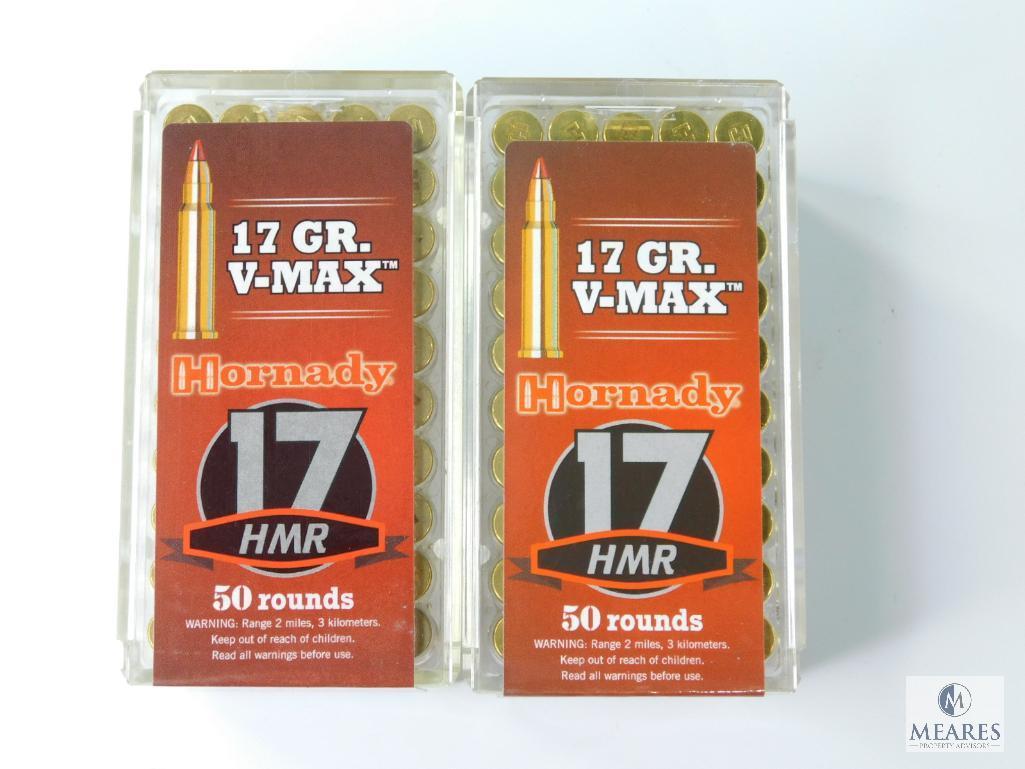 17 GR.
V-MAX™
Hornady®
17
HMR
50 rounds
WARNING: Range 2 miles, 3 kilometers.
Keep out of reach of children.
Read all warnings before use.
17 GR.
V-MAX™
Hornady®
17
HMR
50 rounds
WARNING: Range 2 miles, 3 kilometers.
Keep out of reach of children.
Read all warnings before use.
M
MEARES
PROPERTY ADVISORS